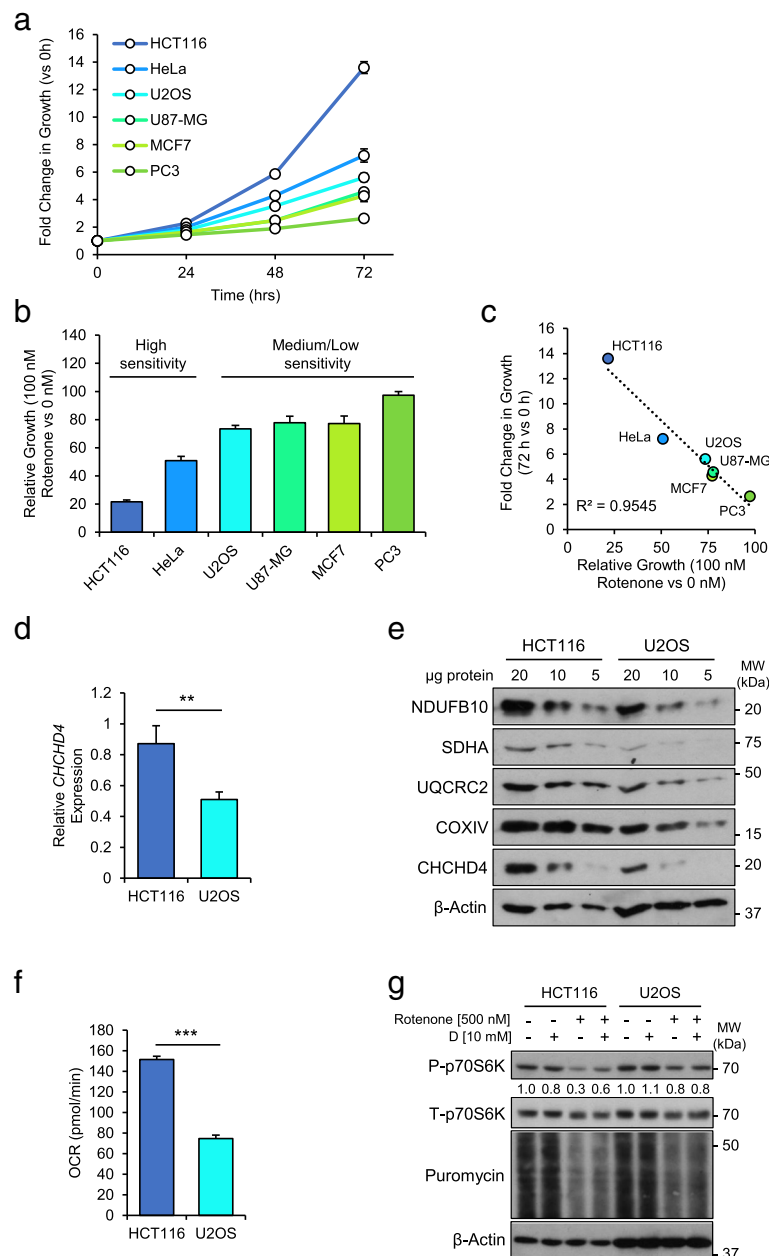 a
Fold Change in Growth (vs 0h)
16
14
12
10
8
6
4
2
0
HCT116
HeLa
U2OS
U87-MG
MCF7
PC3
0 24 48 72
Time (hrs)
b
Relative Growth (100 nM
Rotenone vs 0 nM)
140
120
100
80
60
40
20
0
High
sensitivity
Medium/Low
sensitivity
HCT116 HeLa U2OS U87-MG MCF7 PC3
c
Fold Change in Growth
(72 h vs 0 h)
16
14
12
10
8
6
4
2
0
HCT116
HeLa
U2OS
U87-MG
MCF7
PC3
R² = 0.9545
0 25 50 75 100
Relative Growth (100 nM
Rotenone vs 0 nM)
d
Relative CHCHD4
Expression
1.2
1
0.8
0.6
0.4
0.2
0
**
HCT116 U2OS
e
HCT116 U2OS
µg protein 20 10 5 20 10 5
MW
(kDa)
NDUFB10 20
SDHA 75
50
UQCRC2
COXIV 15
CHCHD4 20
β-Actin 37
f
OCR (pmol/min)
180
160
140
120
100
80
60
40
20
0
***
HCT116 U2OS
g
HCT116 U2OS
Rotenone [500 nM] - - + + - - + +
D [10 mM] - + - + - + - +
MW
(kDa)
P-p70S6K 70
1.0 0.8 0.3 0.6 1.0 1.1 0.8 0.8
T-p70S6K 70
50
Puromycin
β-Actin
37